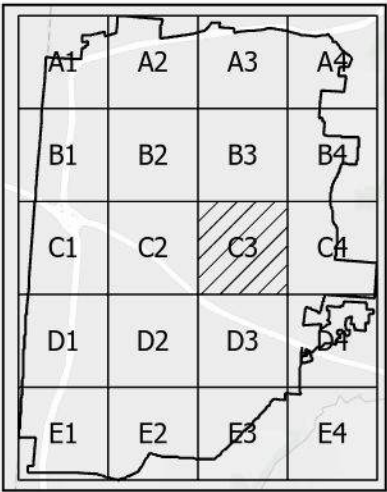 A1 A2 A3 A4
B1 B2 B3 B4
C1 C2 C3 C4
D1 D2 D3 D4
E1 E2 E3 E4